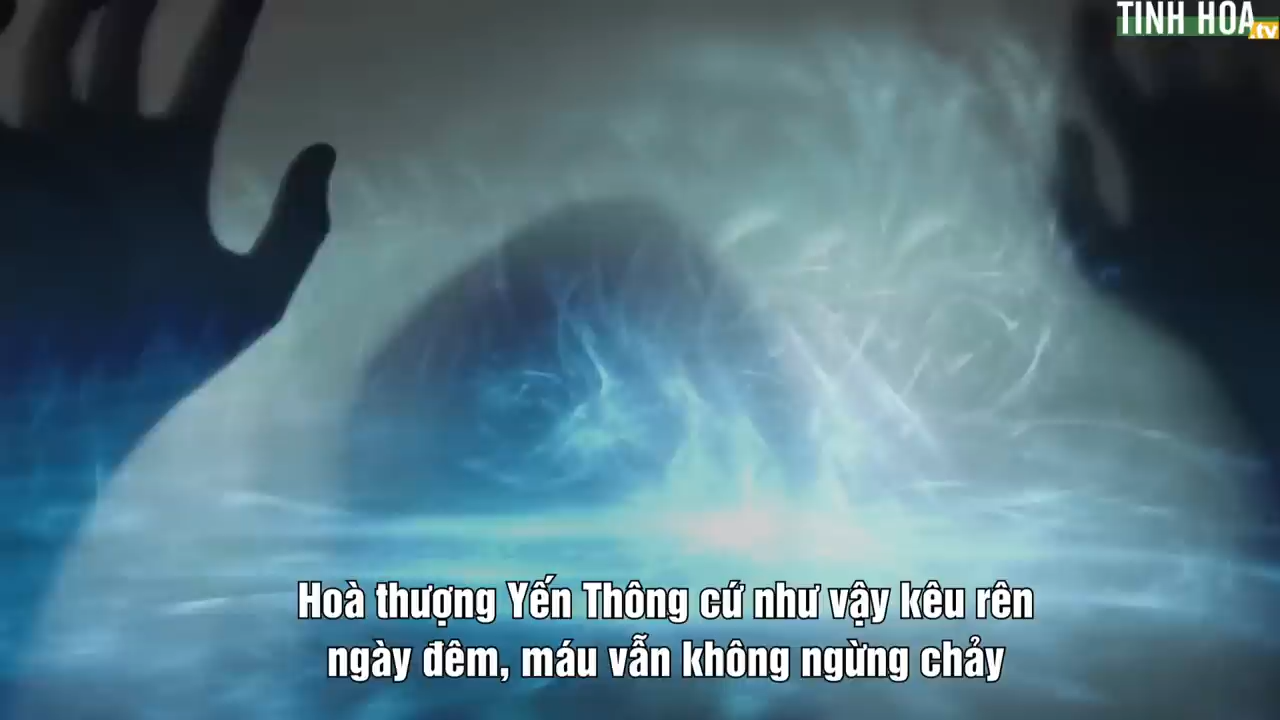 TINH HOA
.tv
Hoà thượng Yến Thông cứ như vậy kêu rên
ngày đêm, máu vẫn không ngừng chảy